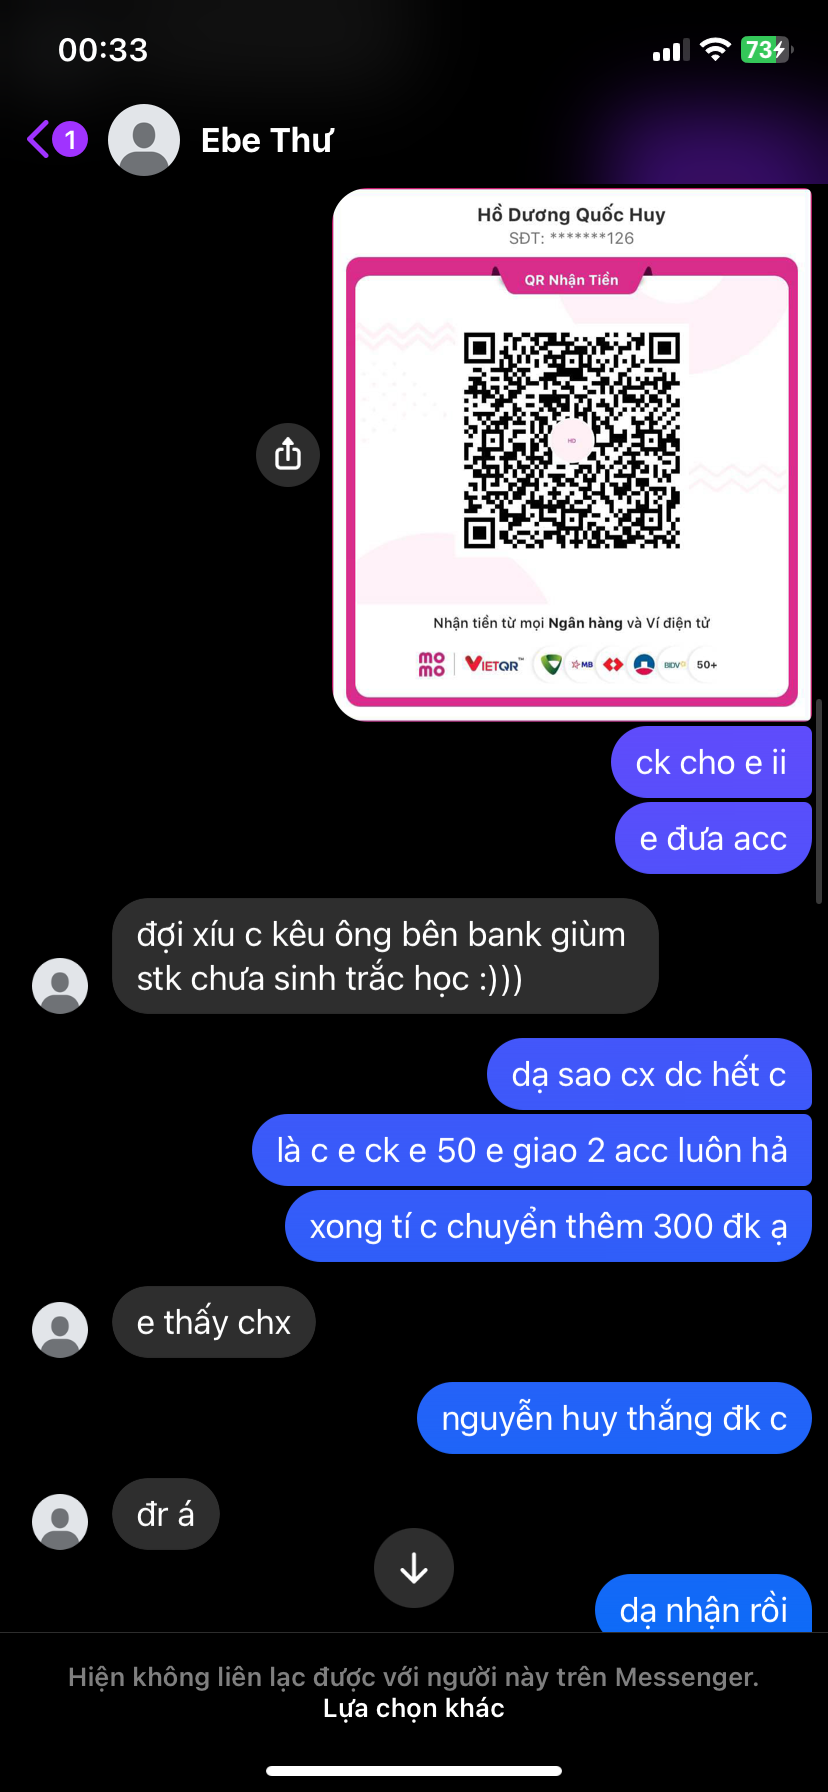 00:33
73
1
Ebe Thư
Hồ Dương Quốc Huy
SĐT: *******126
QR Nhận Tiền
HD
Nhận tiền từ mọi Ngân hàng và Ví điện tử
mo mo VIETQR™ MB BIDV 50+
ck cho e ii
e đưa acc
đợi xíu c kêu ông bên bank giùm
stk chưa sinh trắc học :)))
dạ sao cx dc hết c
là c e ck e 50 e giao 2 acc luôn hả
xong tí c chuyển thêm 300 đk ạ
e thấy chx
nguyễn huy thắng đk c
đr á
dạ nhận rồi
Hiện không liên lạc được với người này trên Messenger.
Lựa chọn khác